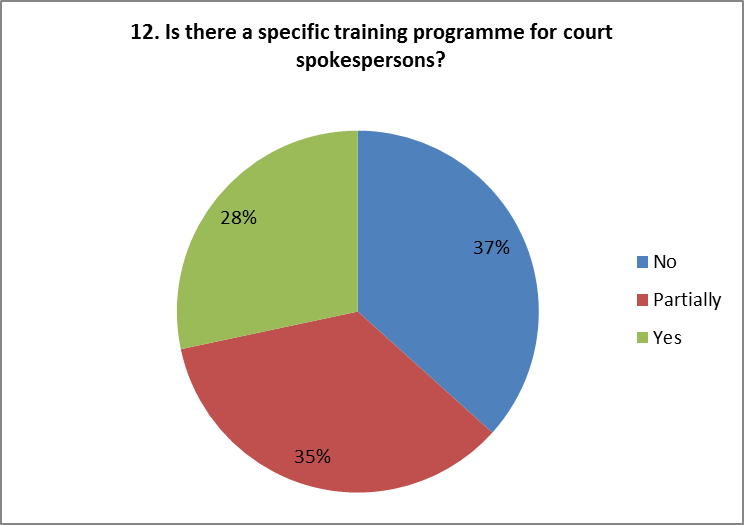 12. Is there a specific training programme for court
spokespersons?
28%
37%
35%
No
Partially
Yes